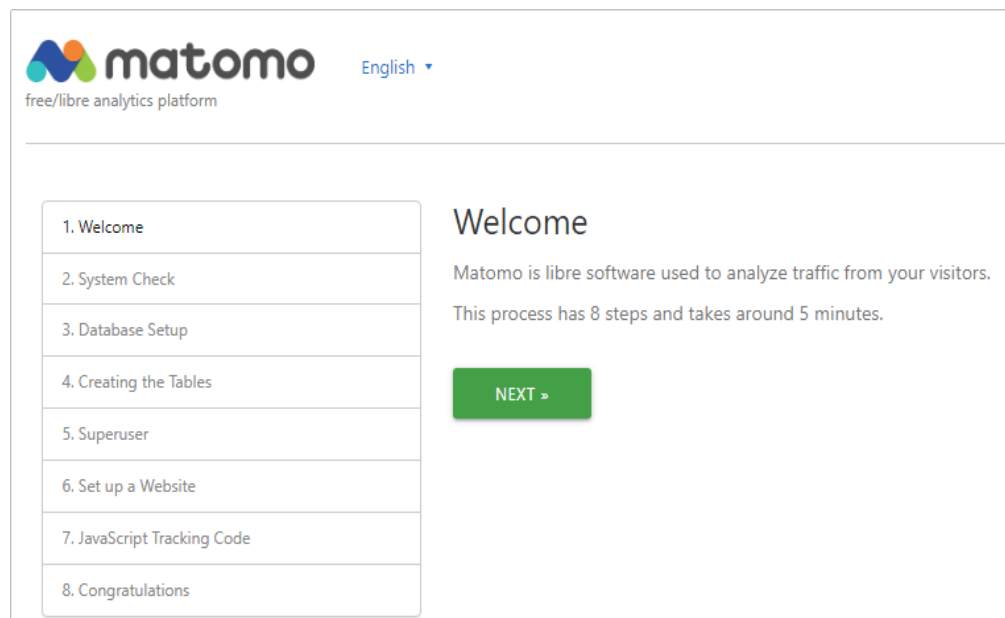 matomo
English
free/libre analytics platform
1. Welcome
2. System Check
3. Database Setup
4. Creating the Tables
5. Superuser
6. Set up a Website
7. JavaScript Tracking Code
8. Congratulations
Welcome
Matomo is libre software used to analyze traffic from your visitors.
This process has 8 steps and takes around 5 minutes.
NEXT »